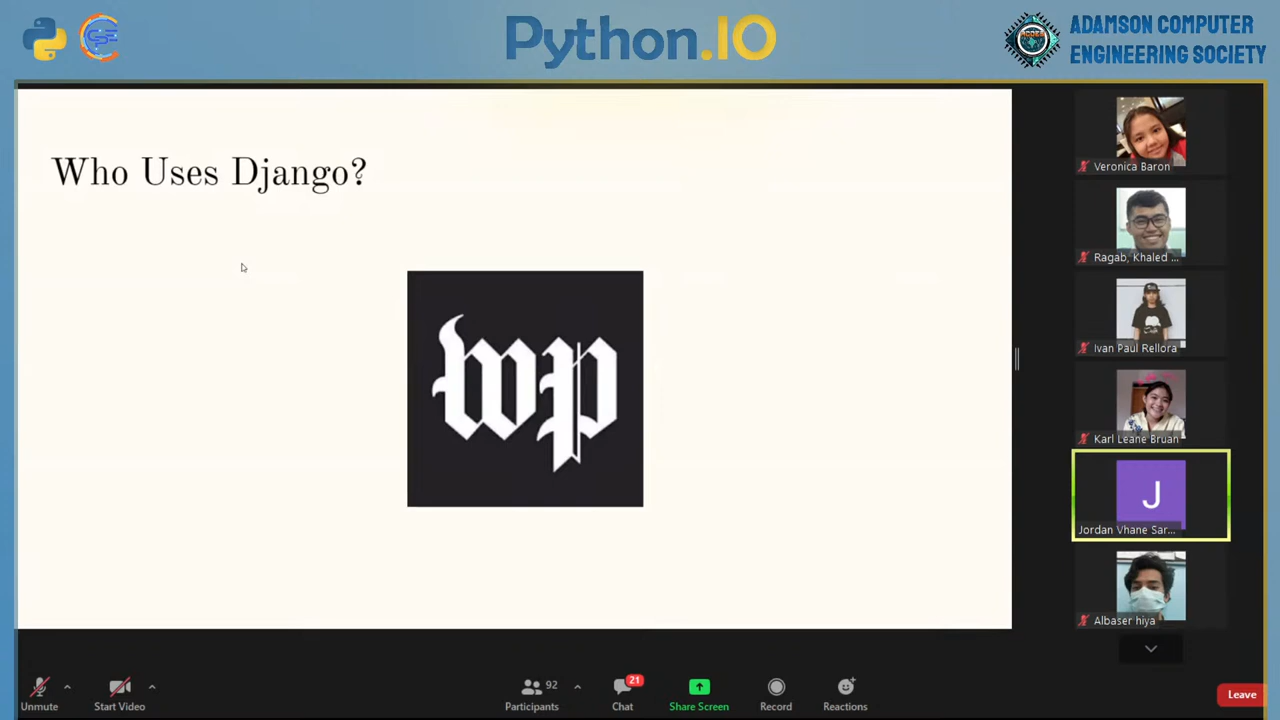 Python.IO
ADAMSON COMPUTER
ENGINEERING SOCIETY
Who Uses Django?
wp
Veronica Baron
Ragab, Khaled ...
Ivan Paul Rellora
Karl Leane Bruan
J
Jordan Vhane Sar...
Albaser hiya
Unmute
Start Video
92
Participants
21
Chat
Share Screen
Record
Reactions
Leave